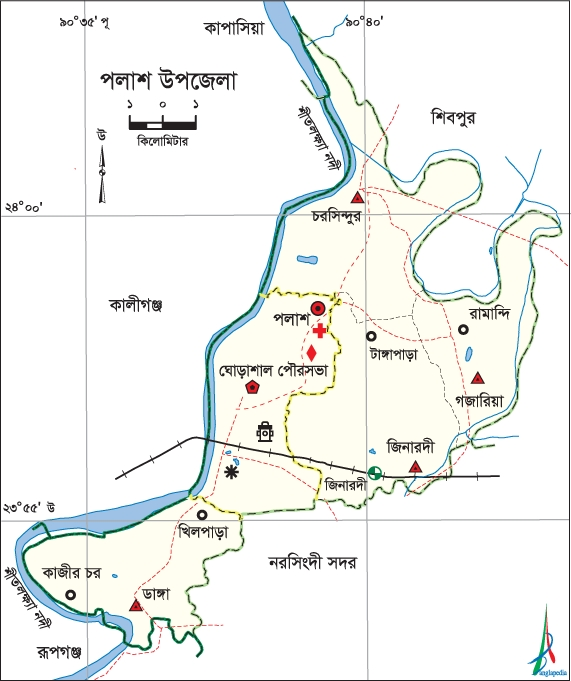 ৯০°৩৫' পূ
৯০°৪০'
কাপাসিয়া
পলাশ উপজেলা
১ ০ ১
কিলোমিটার
উঃ
শীতলক্ষ্যা নদী
শিবপুর
২৪°০০'
চরসিন্দুর
কালীগঞ্জ
পলাশ
রামান্দি
টাঙ্গাপাড়া
ঘোড়াশাল পৌরসভা
গজারিয়া
জিনারদী
জিনারদী
২৩°৫৫' উ
খিলপাড়া
নরসিংদী সদর
কাজীর চর
ডাঙ্গা
শীতলক্ষ্যা নদী
রূপগঞ্জ
Banglapedia